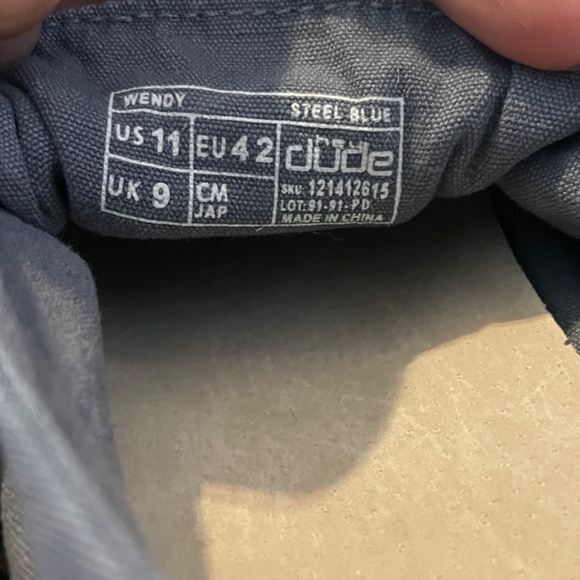 WENDY STEEL BLUE
US 11 EU 42 hey dude
UK 9 CM JAP
SKU: 121412615
LOT: 91-91-PD
MADE IN CHINA